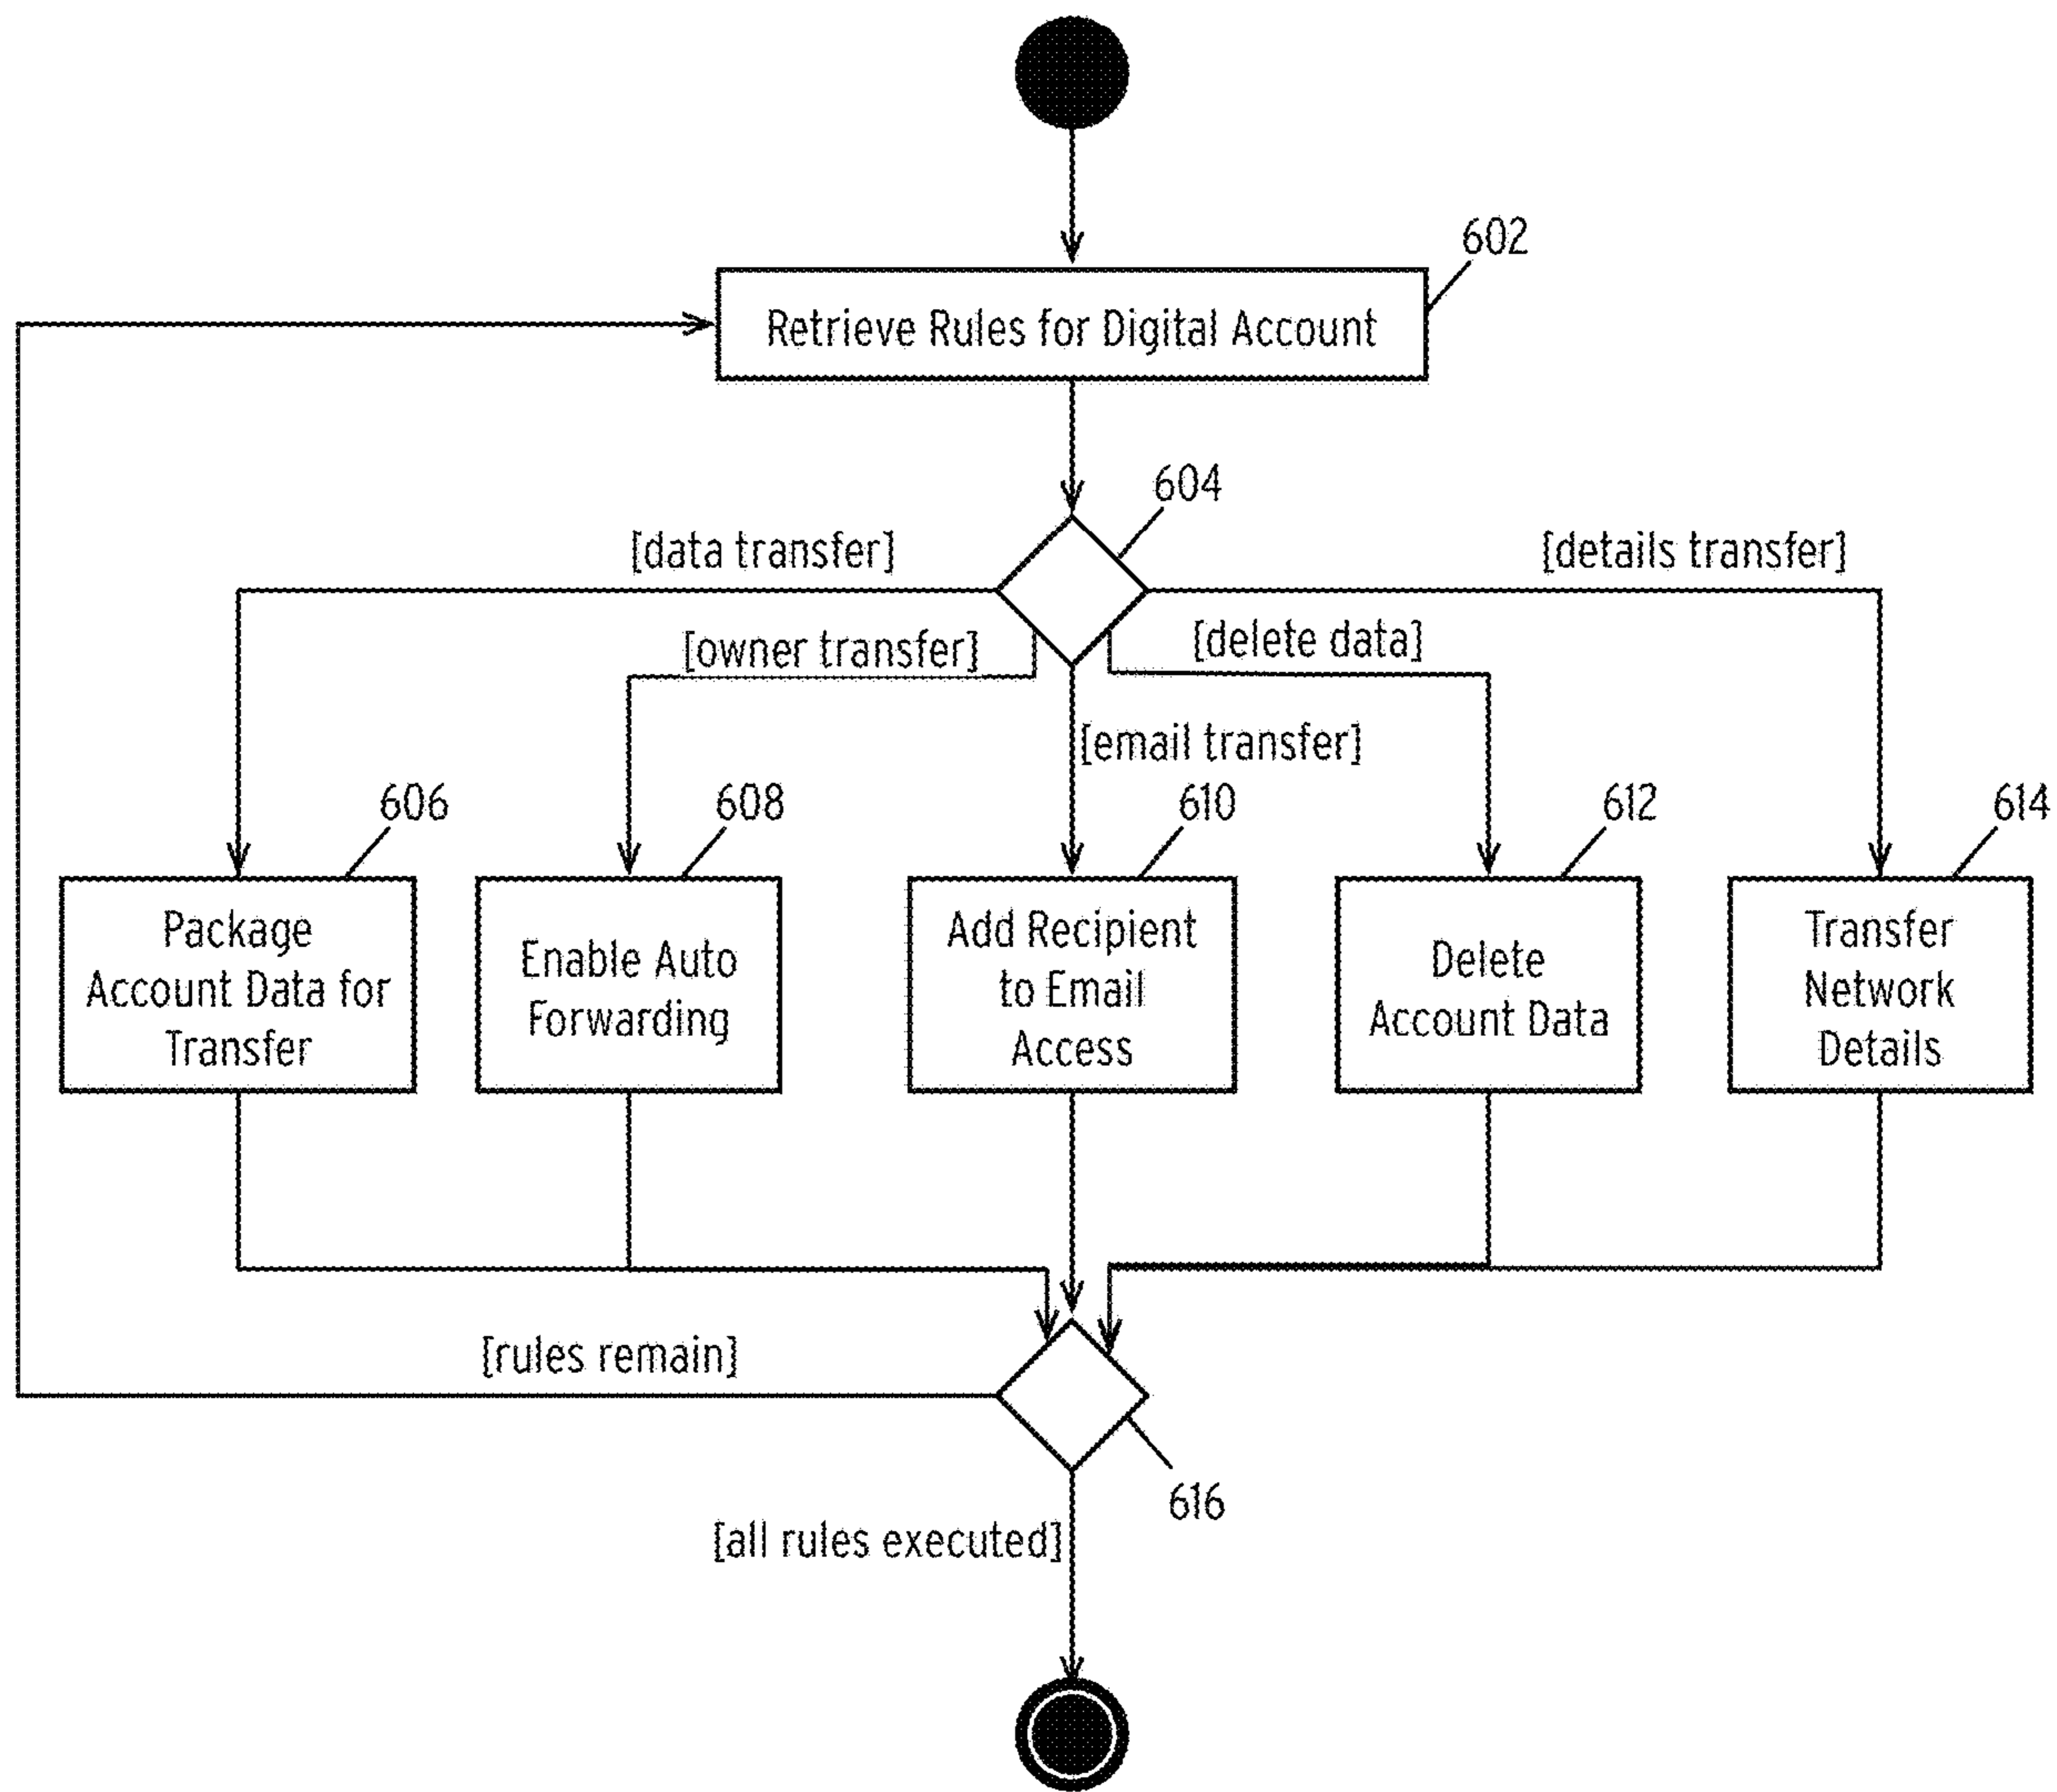 602
Retrieve Rules for Digital Account
604
[data transfer]
[details transfer]
[owner transfer]
[delete data]
[email transfer]
606
608
610
612
614
Package
Account Data for
Transfer
Enable Auto
Forwarding
Add Recipient
to Email
Access
Delete
Account Data
Transfer
Network
Details
[rules remain]
616
[all rules executed]